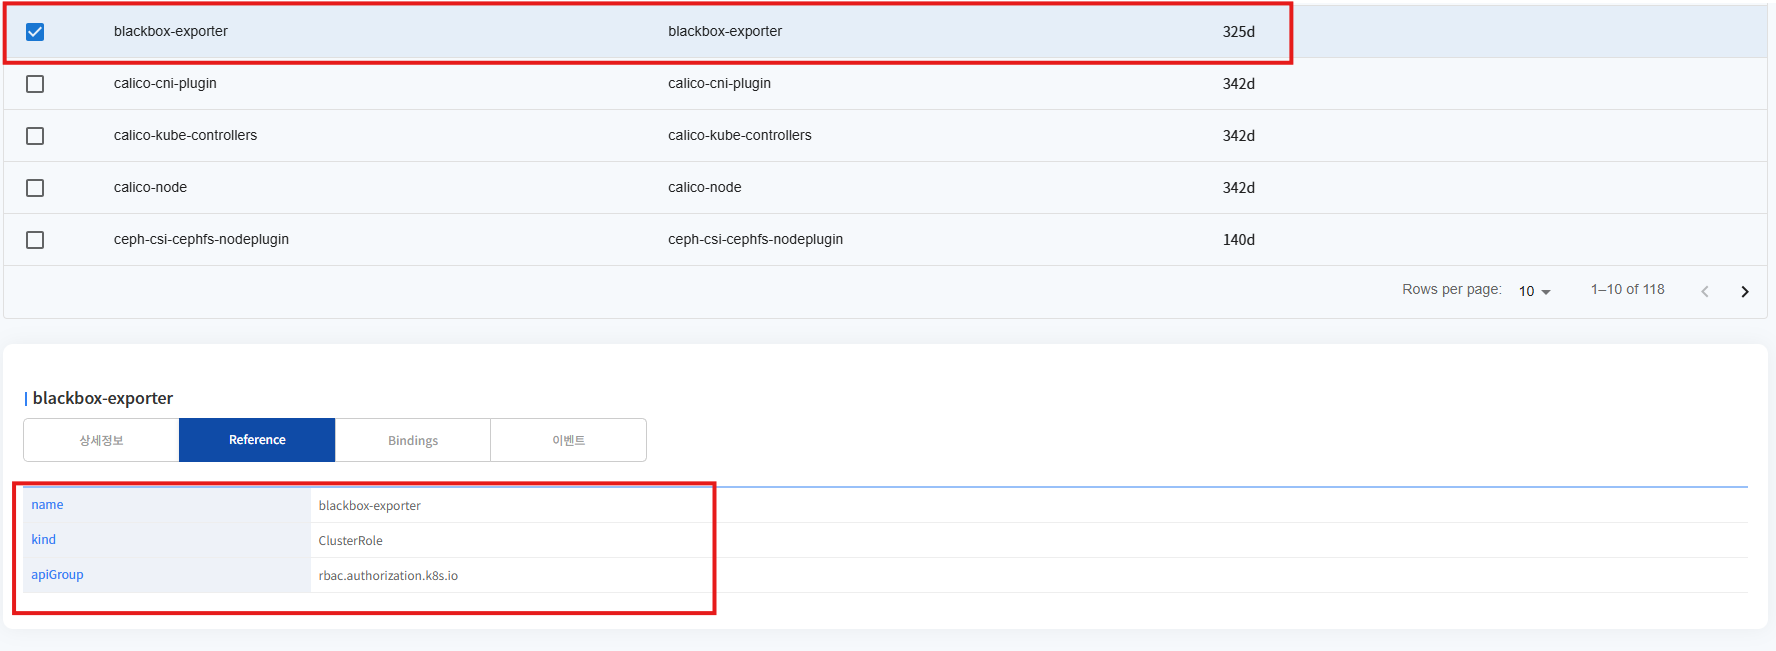 blackbox-exporter blackbox-exporter 325d
calico-cni-plugin calico-cni-plugin 342d
calico-kube-controllers calico-kube-controllers 342d
calico-node calico-node 342d
ceph-csi-cephfs-nodeplugin ceph-csi-cephfs-nodeplugin 140d
Rows per page: 10 1–10 of 118
blackbox-exporter
상세정보 Reference Bindings 이벤트
name blackbox-exporter
kind ClusterRole
apiGroup rbac.authorization.k8s.io